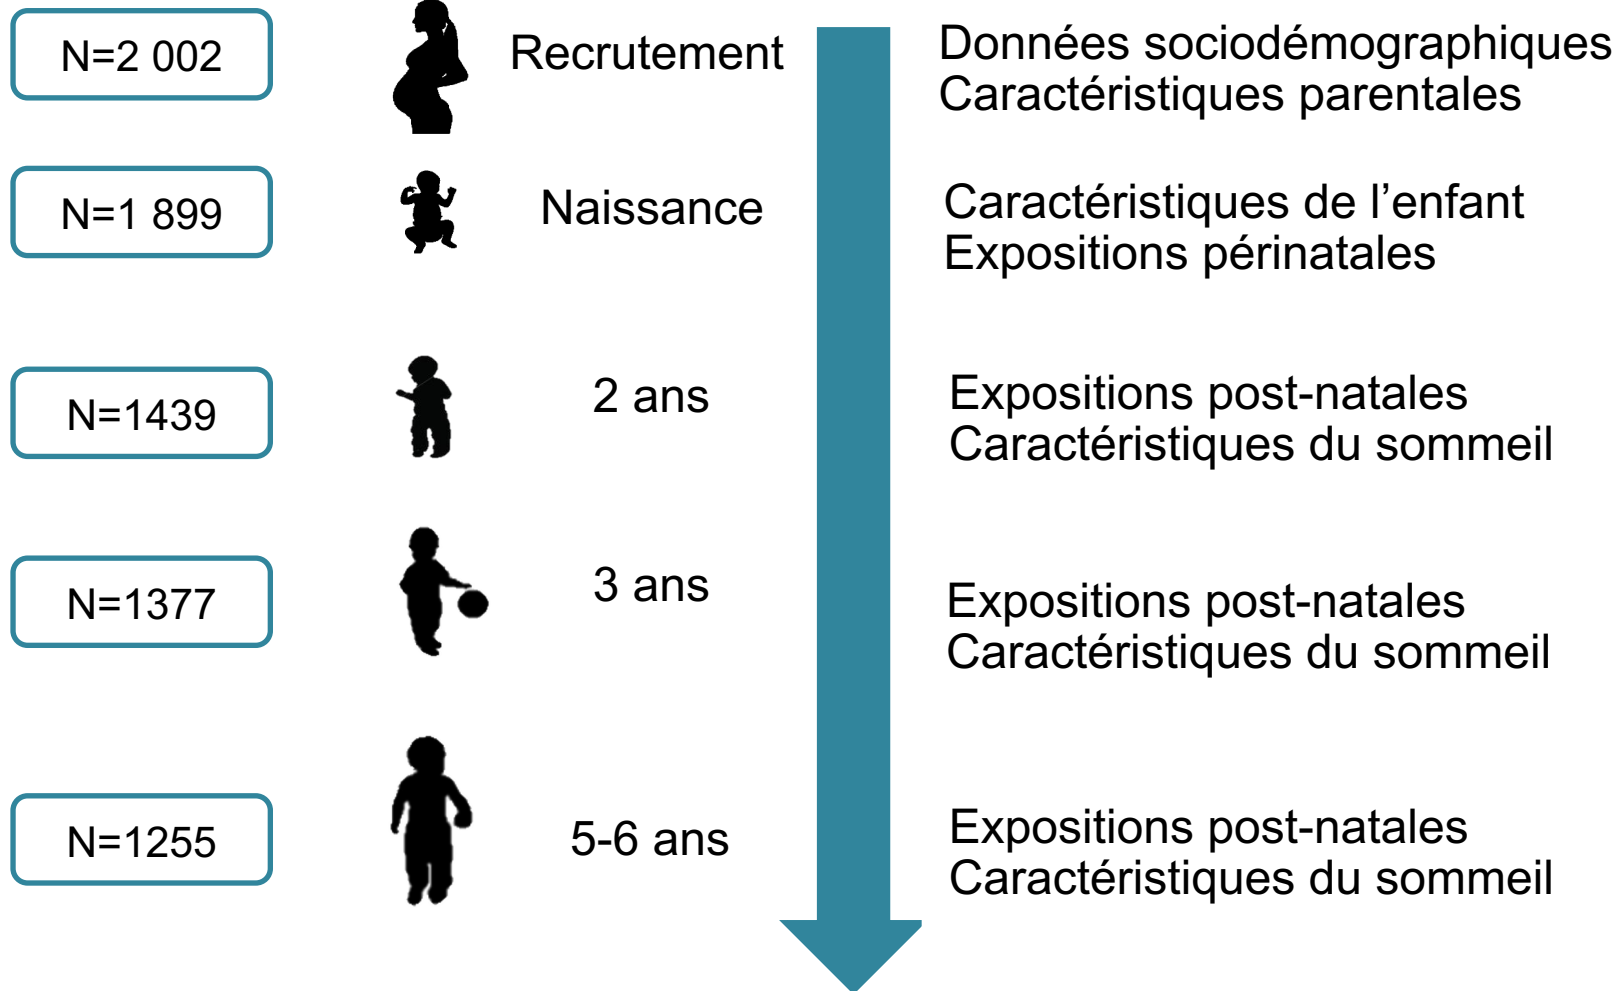 N=2 002
Recrutement
Données sociodémographiques
Caractéristiques parentales
N=1 899
Naissance
Caractéristiques de l’enfant
Expositions périnatales
N=1439
2 ans
Expositions post-natales
Caractéristiques du sommeil
N=1377
3 ans
Expositions post-natales
Caractéristiques du sommeil
N=1255
5-6 ans
Expositions post-natales
Caractéristiques du sommeil